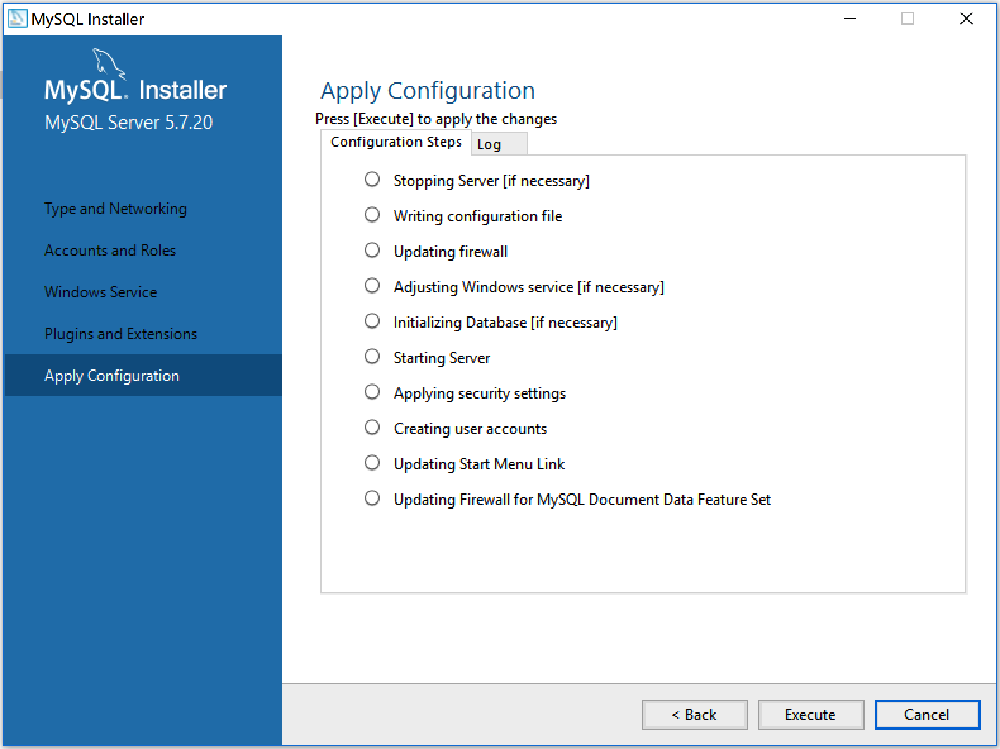 MySQL Installer
MySQL. Installer
MySQL Server 5.7.20
Type and Networking
Accounts and Roles
Windows Service
Plugins and Extensions
Apply Configuration
Apply Configuration
Press [Execute] to apply the changes
Configuration Steps
Log
Stopping Server [if necessary]
Writing configuration file
Updating firewall
Adjusting Windows service [if necessary]
Initializing Database [if necessary]
Starting Server
Applying security settings
Creating user accounts
Updating Start Menu Link
Updating Firewall for MySQL Document Data Feature Set
< Back
Execute
Cancel